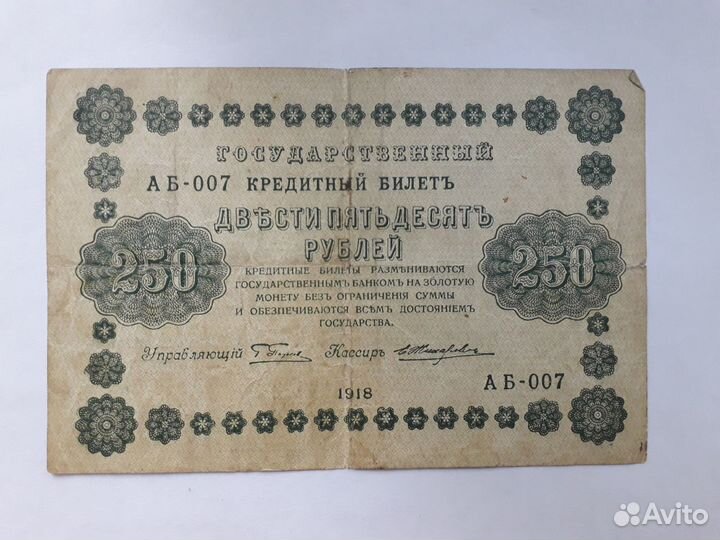 ГОСУДАРСТВЕННЫЙ
АБ-007 КРЕДИТНЫЙ БИЛЕТЪ
ДВѢСТИ ПЯТЬДЕСЯТЪ
РУБЛЕЙ
250
250
КРЕДИТНЫЕ БИЛЕТЫ РАЗМѢНИВАЮТСЯ
ГОСУДАРСТВЕННЫМЪ БАНКОМЪ НА ЗОЛОТУЮ
МОНЕТУ БЕЗЪ ОГРАНИЧЕНІЯ СУММЫ
И ОБЕЗПЕЧИВАЮТСЯ ВСѢМЪ ДОСТОЯНІЕМЪ
ГОСУДАРСТВА.
Управляющій Кассиръ
АБ-007
1918
Avito